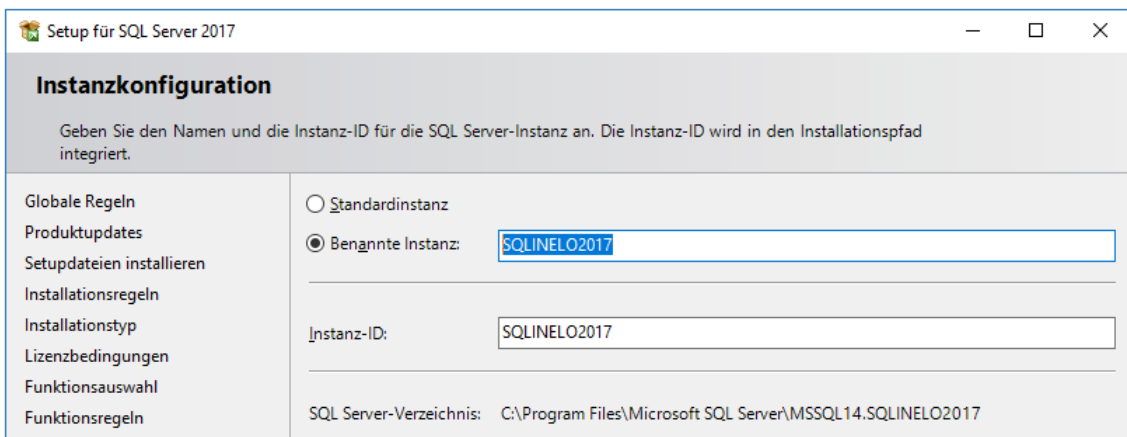 Setup für SQL Server 2017
Instanzkonfiguration
Geben Sie den Namen und die Instanz-ID für die SQL Server-Instanz an. Die Instanz-ID wird in den Installationspfad
integriert.
Globale Regeln
Produktupdates
Setupdateien installieren
Installationsregeln
Installationstyp
Lizenzbedingungen
Funktionsauswahl
Funktionsregeln
Standardinstanz
Benannte Instanz: SQLINELO2017
Instanz-ID: SQLINELO2017
SQL Server-Verzeichnis: C:\Program Files\Microsoft SQL Server\MSSQL14.SQLINELO2017